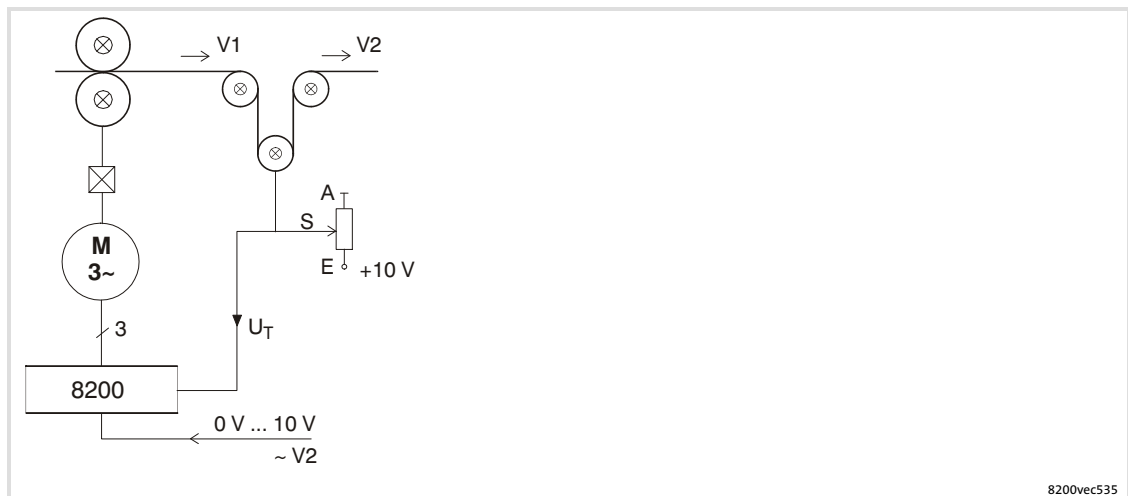 V1
V2
A
S
E
+10 V
M
3~
3
U_T
8200
0 V ... 10 V
~ V2
8200vec535